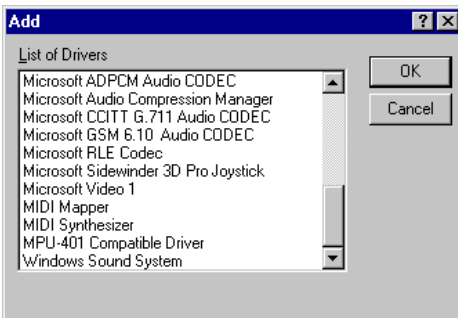 Add
List of Drivers
Microsoft ADPCM Audio CODEC
Microsoft Audio Compression Manager
Microsoft CCITT G.711 Audio CODEC
Microsoft GSM 6.10 Audio CODEC
Microsoft RLE Codec
Microsoft Sidewinder 3D Pro Joystick
Microsoft Video 1
MIDI Mapper
MIDI Synthesizer
MPU-401 Compatible Driver
Windows Sound System
OK
Cancel